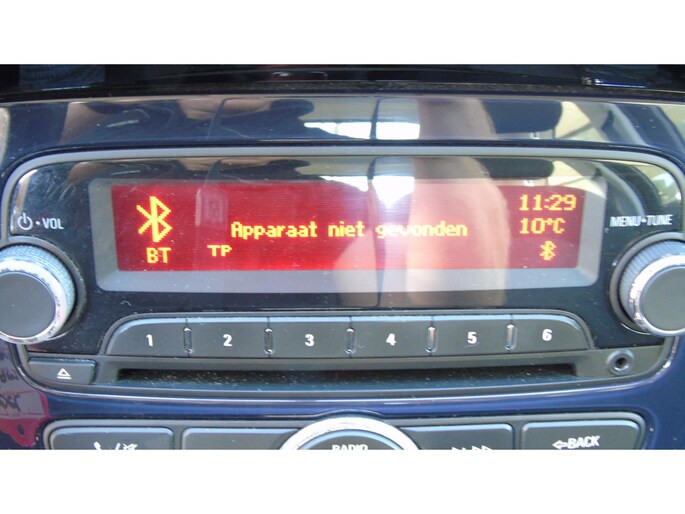 11:29
VOL
Apparaat niet gevonden
10°C
MENU-TUNE
BT
TP
1 2 3 4 5 6
RADIO
BACK